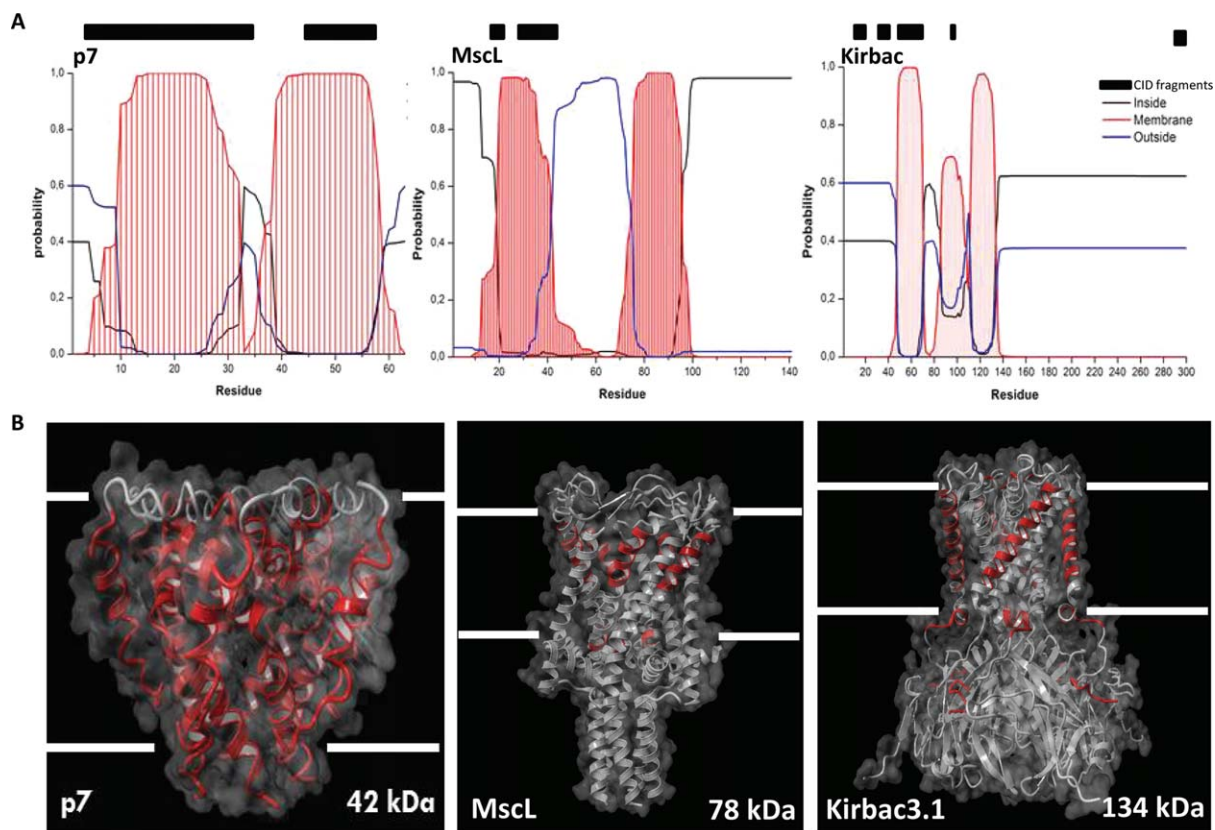 A
p7
MscL
Kirbac
CID fragments
Inside
Membrane
Outside
1,0
0,8
0,6
0,4
0,2
0,0
probability
10 20 30 40 50 60
Residue
1,0
0,8
0,6
0,4
0,2
0,0
Probability
0 20 40 60 80 100 120 140
Residue
1,0
0,8
0,6
0,4
0,2
0,0
Probability
0 20 40 60 80 100 120 140 160 180 200 220 240 260 280 300
Residue
B
p7 42 kDa
MscL 78 kDa
Kirbac3.1 134 kDa